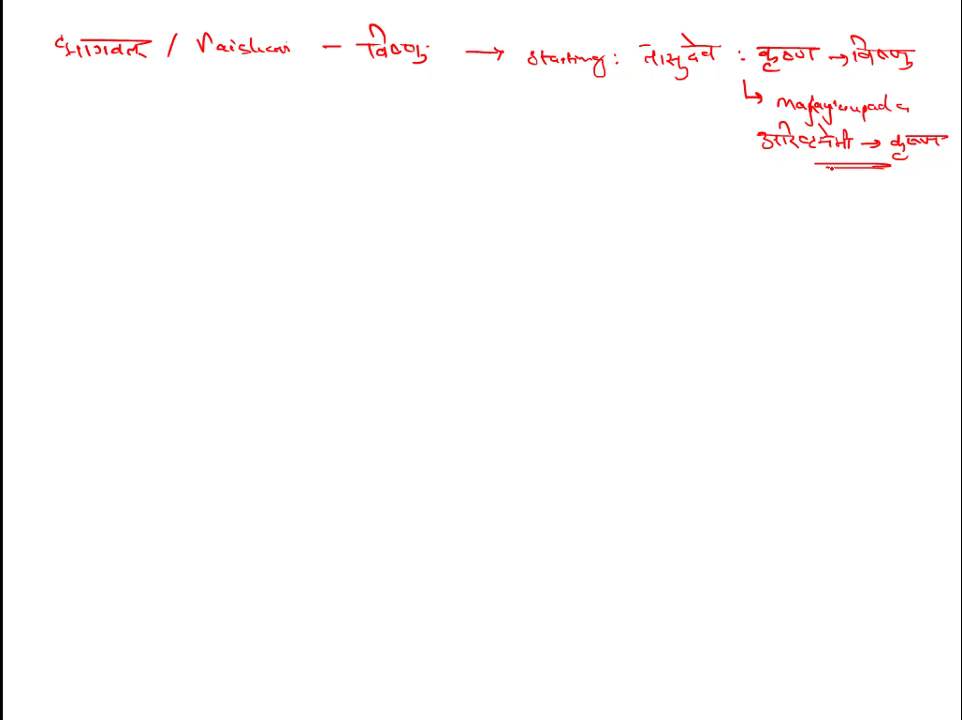 भागवत / Vaishnav - विष्णु → Starting: वासुदेव : कृष्ण → विष्णु
↳ Mahajanapada
अरिष्टनेमी → कृष्ण